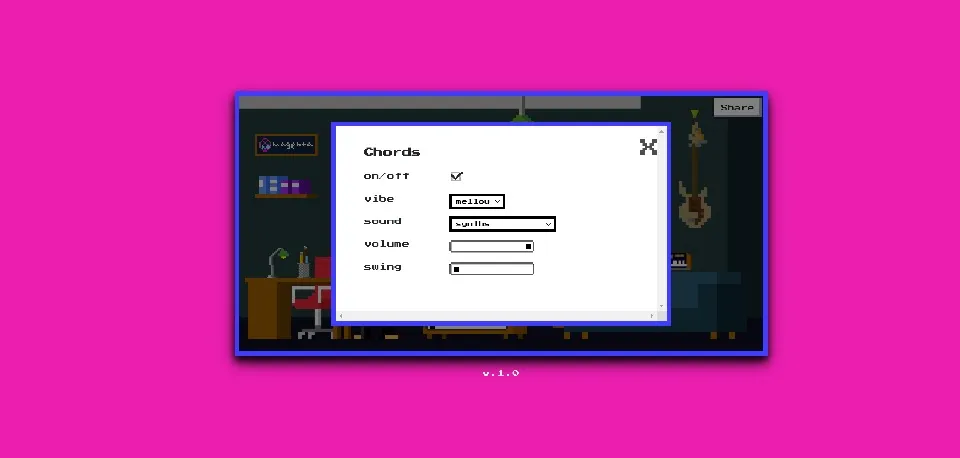 Share
Chords
on/off
vibe mellow
sound synths
volume
swing
v.1.0